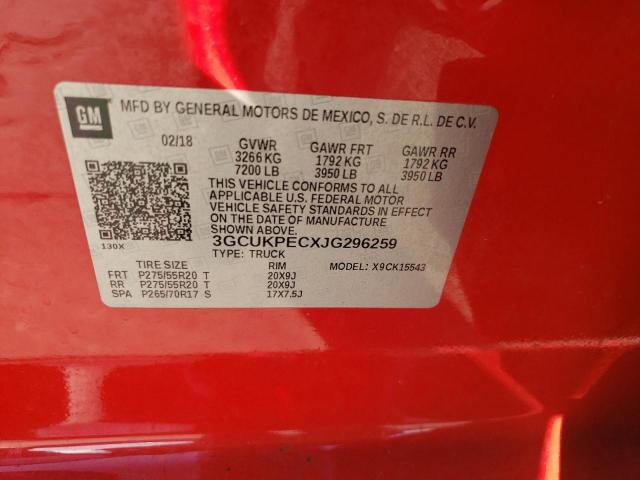 GM MFD BY GENERAL MOTORS DE MEXICO, S. DE R.L. DE C.V.
02/18 GVWR GAWR FRT GAWR RR
3266 KG 1792 KG 1792 KG
7200 LB 3950 LB 3950 LB
THIS VEHICLE CONFORMS TO ALL
APPLICABLE U.S. FEDERAL MOTOR
VEHICLE SAFETY STANDARDS IN EFFECT
ON THE DATE OF MANUFACTURE
SHOWN ABOVE.
130X 3GCUKPECXJG296259
TYPE: TRUCK
TIRE SIZE RIM MODEL: X9CK15543
FRT P275/55R20 T 20X9J
RR P275/55R20 T 20X9J
SPA P265/70R17 S 17X7.5J